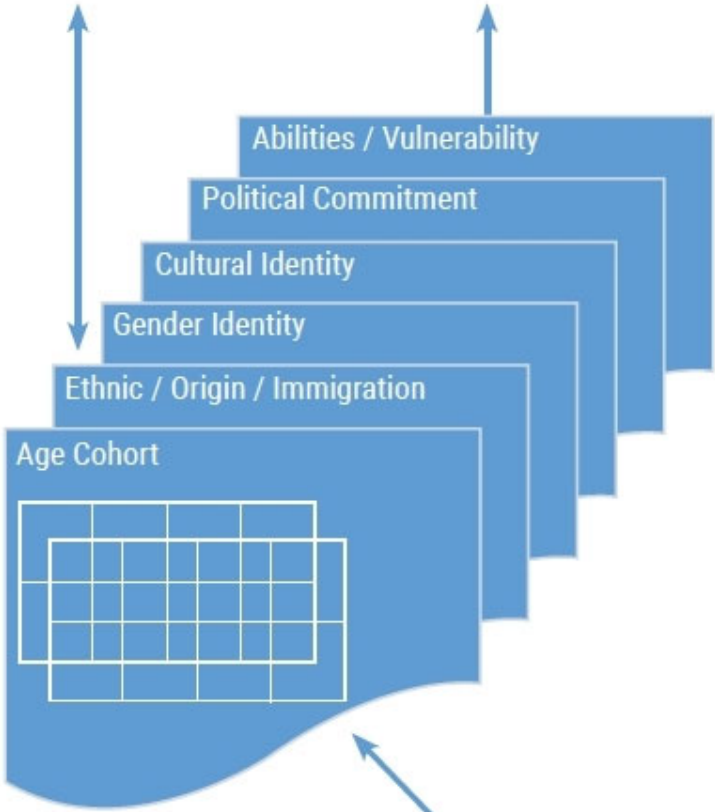 Abilities / Vulnerability
Political Commitment
Cultural Identity
Gender Identity
Ethnic / Origin / Immigration
Age Cohort